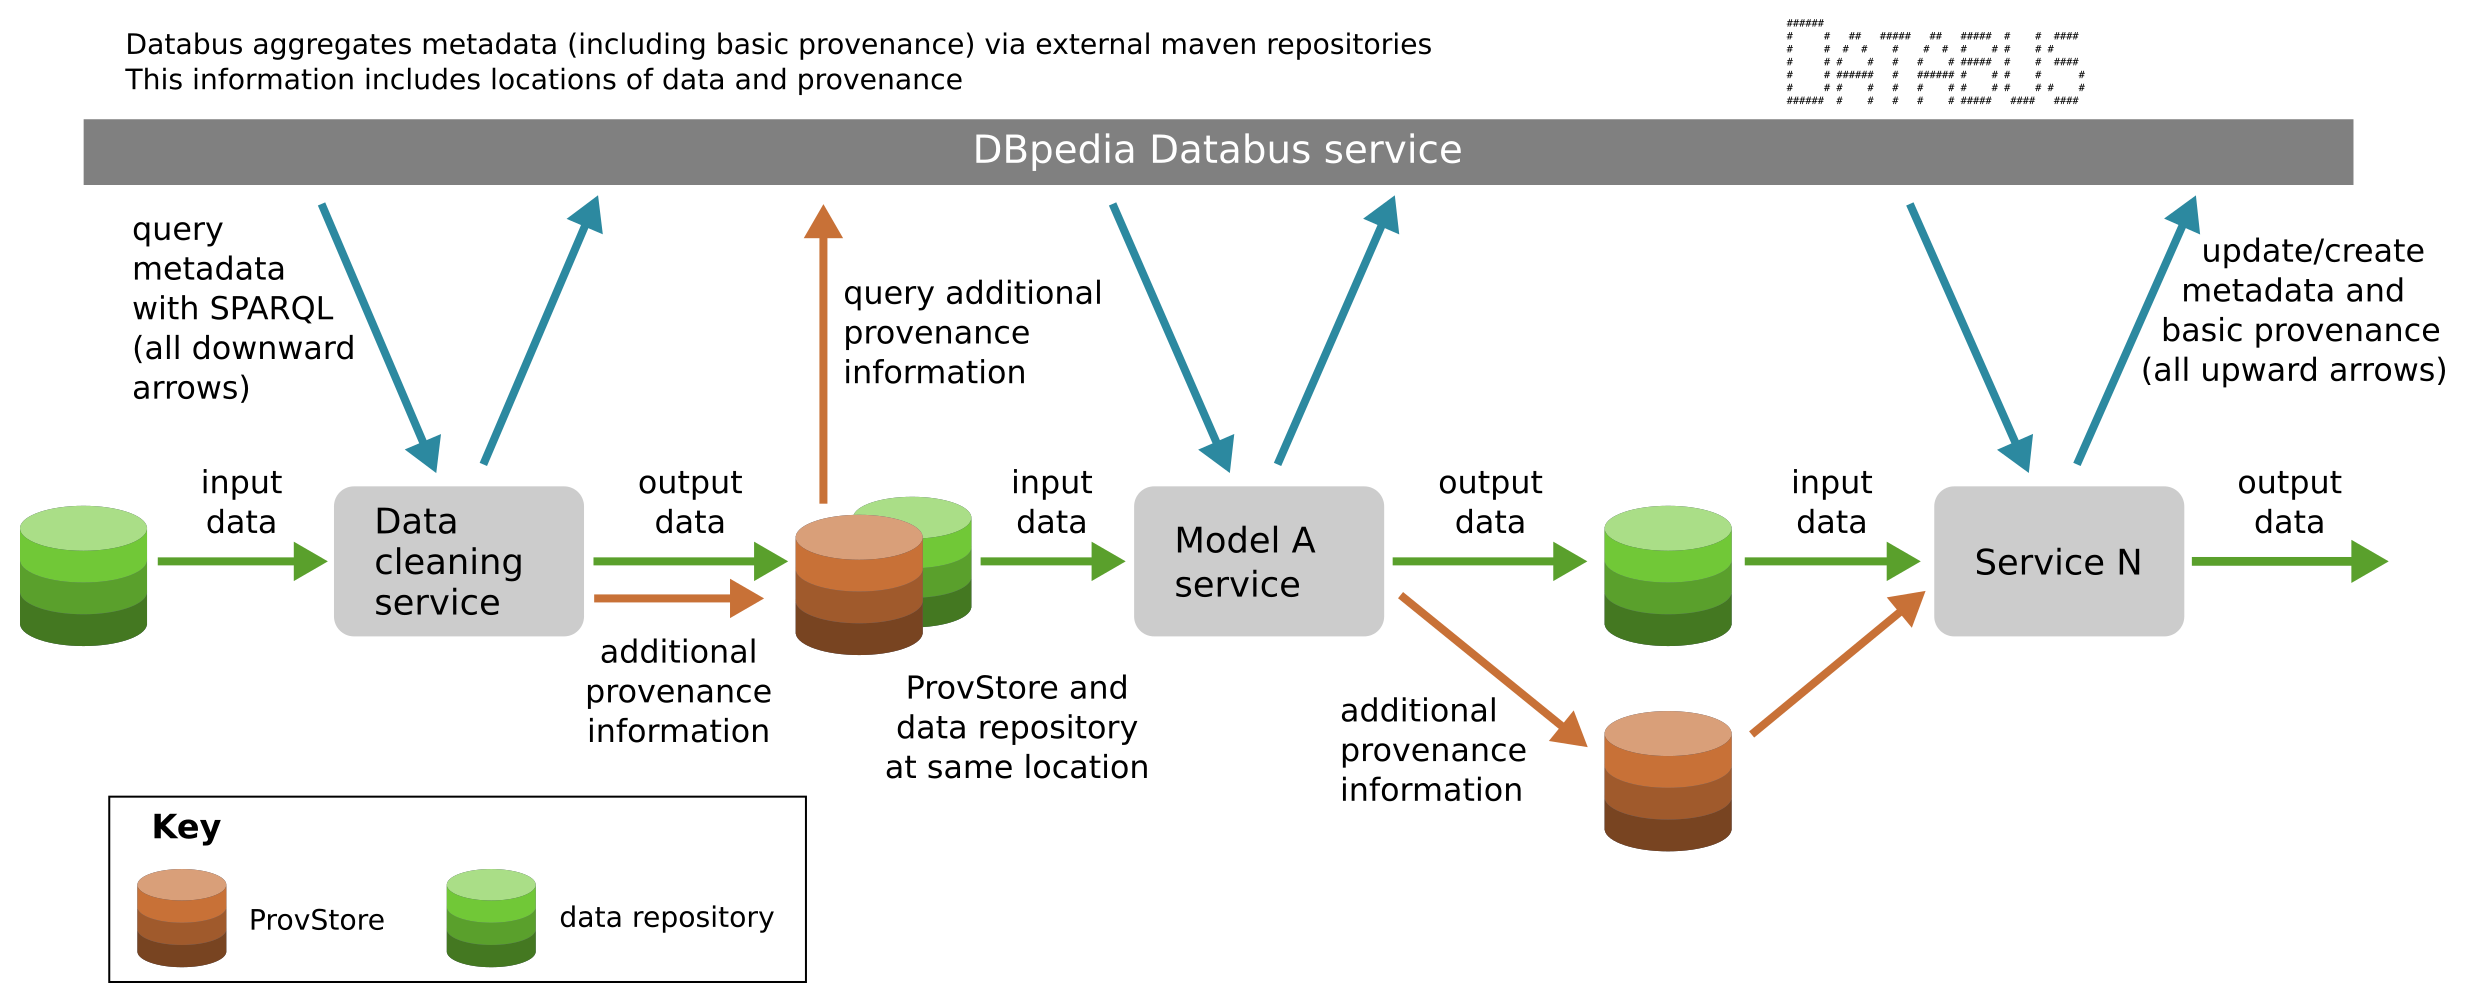 Databus aggregates metadata (including basic provenance) via external maven repositories
This information includes locations of data and provenance
DATABUS
DBpedia Databus service
query
metadata
with SPARQL
(all downward
arrows)
query additional
provenance
information
update/create
metadata and
basic provenance
(all upward arrows)
input
data
Data
cleaning
service
output
data
additional
provenance
information
ProvStore and
data repository
at same location
input
data
Model A
service
output
data
additional
provenance
information
input
data
Service N
output
data
Key
ProvStore
data repository